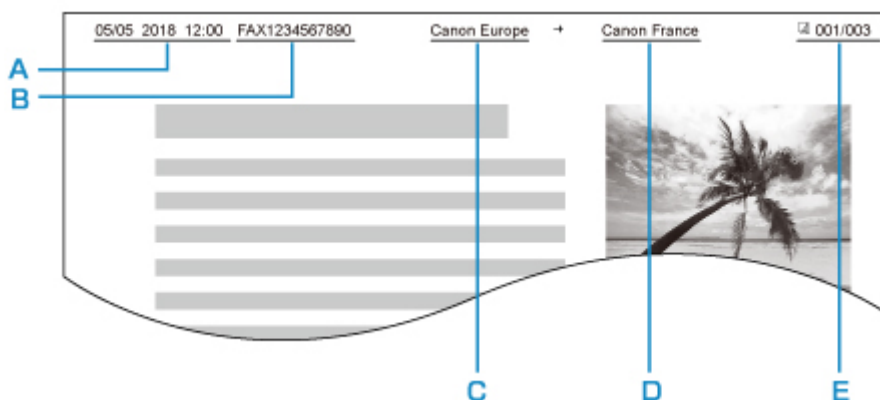 05/05 2018 12:00 FAX1234567890 Canon Europe → Canon France 001/003
A
B
C D E